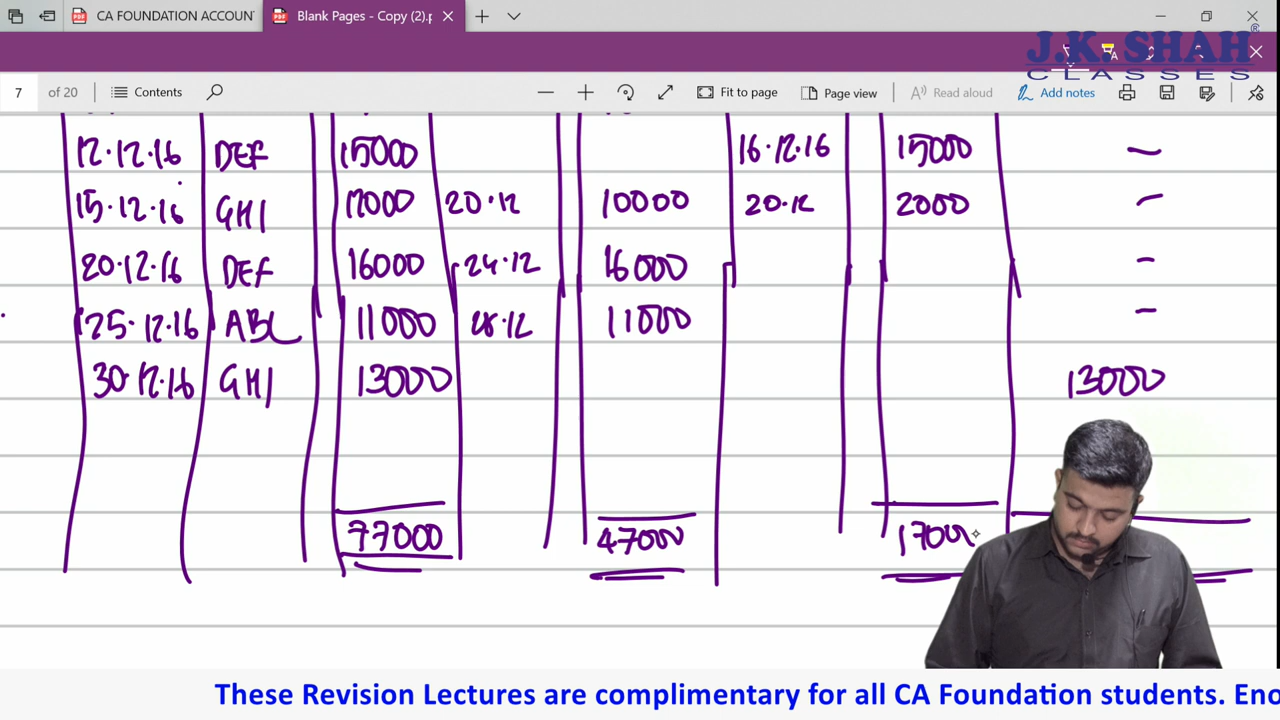 CA FOUNDATION ACCOUN
Blank Pages - Copy (2).p
J.K. SHAH®
CLASSES
7 of 20 Contents Fit to page Page view Read aloud Add notes
12.12.16 DEF 15000 16.12.16 15000 —
15.12.16 GHI 12000 20.12 10000 20.12 2000 -
20.12.16 DEF 16000 24.12 16000 -
25.12.16 ABC 11000 28.12 11000 -
30.12.16 GHI 13000 13000
77000 47000 17000
These Revision Lectures are complimentary for all CA Foundation students. Eno